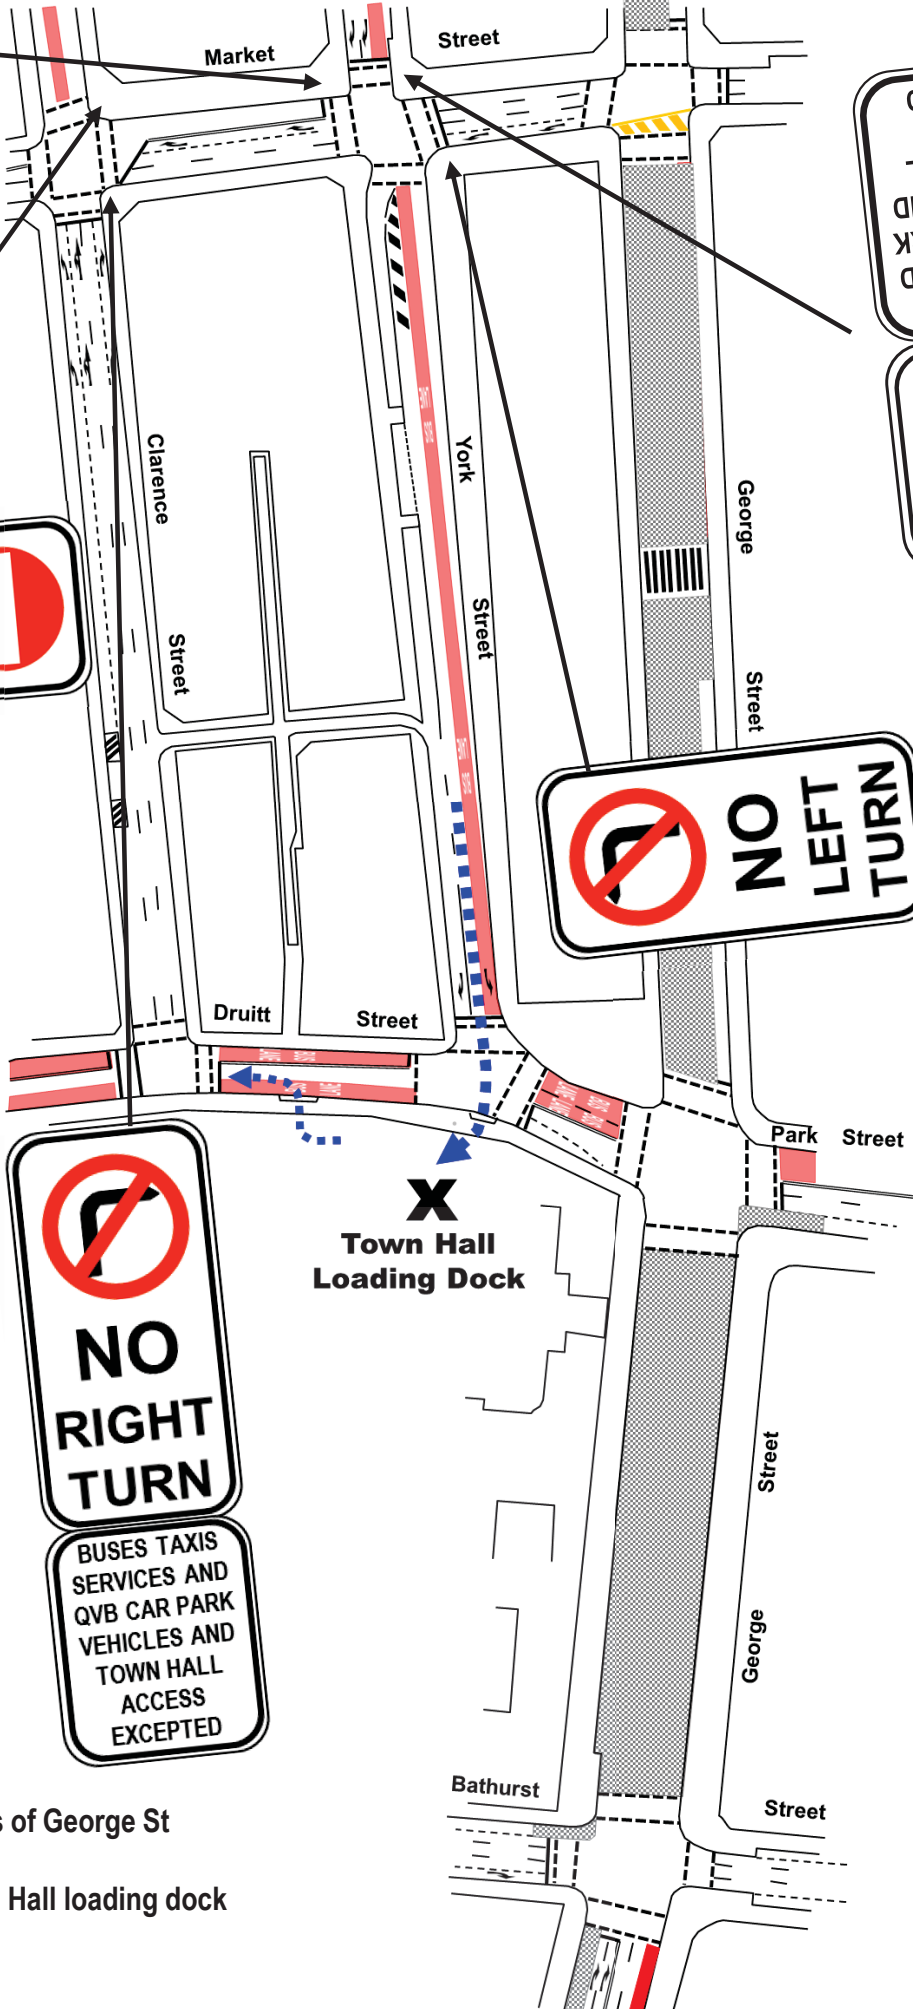 Market
Street
Clarence
Street
York
Street
George
Street
NO
LEFT
TURN
Druitt
Street
Park
Street
X
Town Hall
Loading Dock
NO
RIGHT
TURN
BUSES TAXIS
SERVICES AND
QVB CAR PARK
VEHICLES AND
TOWN HALL
ACCESS
EXCEPTED
Street
George
Bathurst
Street
of George St
Hall loading dock